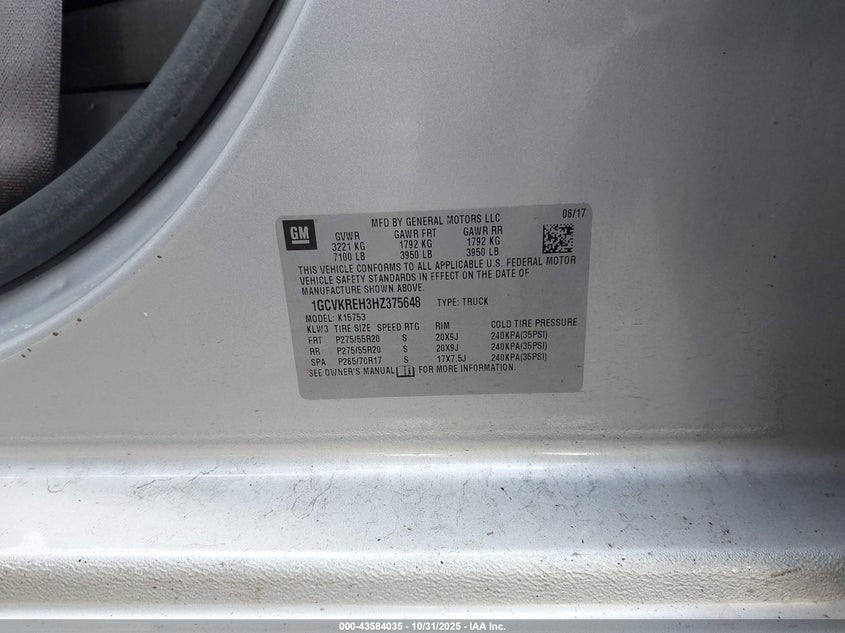 GM
MFD BY GENERAL MOTORS LLC 06/17
GVWR GAWR FRT GAWR RR
3221 KG 1792 KG 1792 KG
7100 LB 3950 LB 3950 LB
THIS VEHICLE CONFORMS TO ALL APPLICABLE U.S. FEDERAL MOTOR
VEHICLE SAFETY STANDARDS IN EFFECT ON THE DATE OF
MANUFACTURE SHOWN ABOVE.
1GCVKREH3HZ375648 TYPE: TRUCK
MODEL: K15753
KLW3 TIRE SIZE SPEED RTG RIM COLD TIRE PRESSURE
FRT P275/55R20 S 20X9J 240KPA(35PSI)
RR P275/55R20 S 20X9J 240KPA(35PSI)
SPA P265/70R17 S 17X7.5J 240KPA(35PSI)
SEE OWNER'S MANUAL FOR MORE INFORMATION.
000-43584035 - 10/31/2025 - IAA Inc.